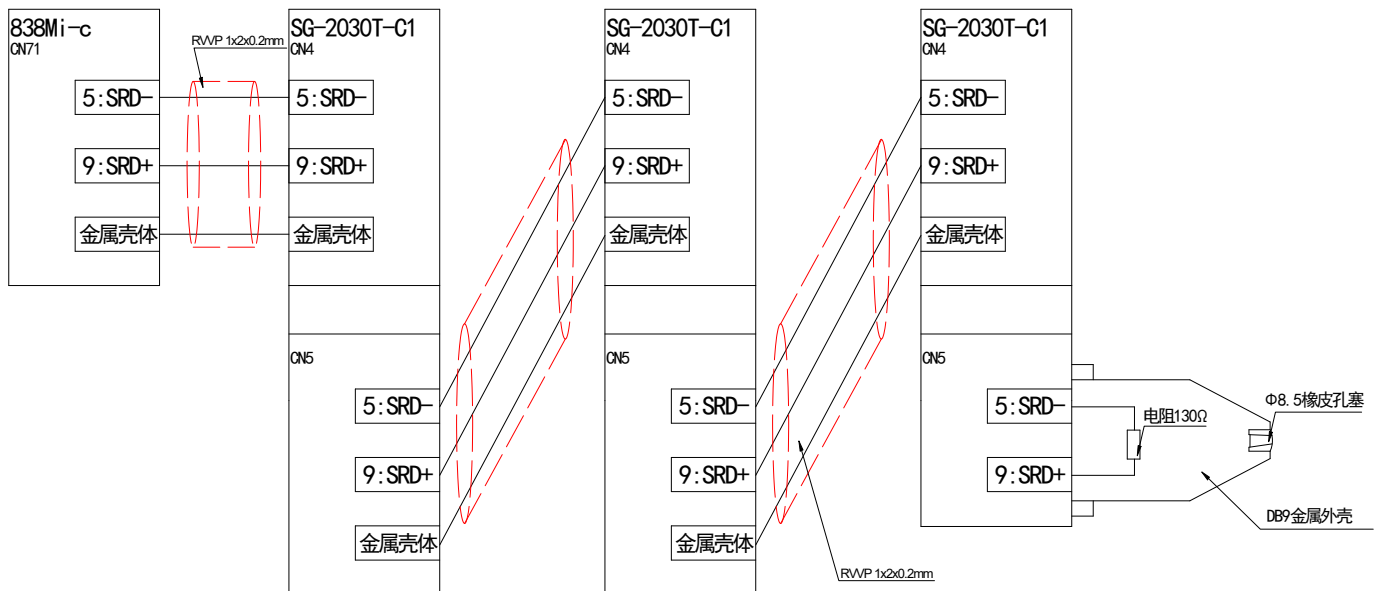 838Mi-c
CN71
5:SRD-
9:SRD+
金属壳体
RVVP 1x2x0.2mm
SG-2030T-C1
CN4
5:SRD-
9:SRD+
金属壳体
CN5
5:SRD-
9:SRD+
金属壳体
SG-2030T-C1
CN4
5:SRD-
9:SRD+
金属壳体
CN5
5:SRD-
9:SRD+
金属壳体
RVVP 1x2x0.2mm
SG-2030T-C1
CN4
5:SRD-
9:SRD+
金属壳体
CN5
5:SRD-
9:SRD+
电阻130Ω
Φ8.5橡皮孔塞
DB9金属外壳